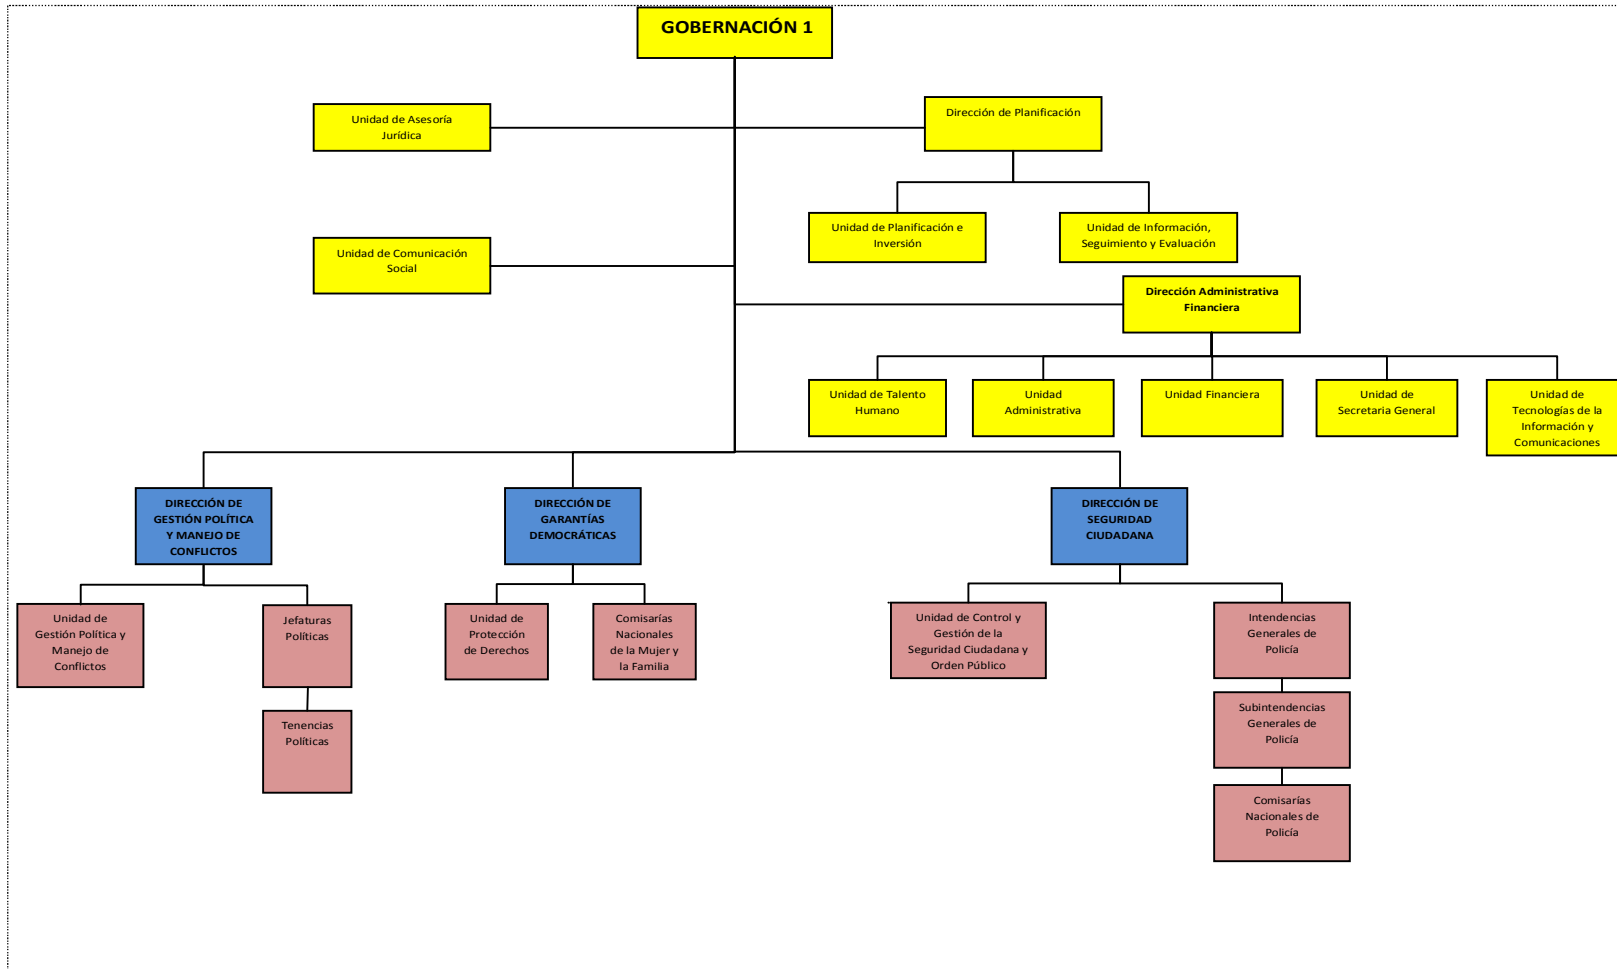 GOBERNACIÓN 1
Unidad de Asesoría
Jurídica
Dirección de Planificación
Unidad de Planificación e
Inversión
Unidad de Información,
Seguimiento y Evaluación
Unidad de Comunicación
Social
Dirección Administrativa
Financiera
Unidad de Talento
Humano
Unidad
Administrativa
Unidad Financiera
Unidad de
Secretaria General
Unidad de
Tecnologías de la
Información y
Comunicaciones
DIRECCIÓN DE
GESTIÓN POLÍTICA
Y MANEJO DE
CONFLICTOS
DIRECCIÓN DE
GARANTÍAS
DEMOCRÁTICAS
DIRECCIÓN DE
SEGURIDAD
CIUDADANA
Unidad de
Gestión Política y
Manejo de
Conflictos
Jefaturas
Políticas
Unidad de
Protección
de Derechos
Comisarías
Nacionales
de la Mujer y
la Familia
Unidad de Control y
Gestión de la
Seguridad Ciudadana y
Orden Público
Intendencias
Generales de
Policía
Tenencias
Políticas
Subintendencias
Generales de
Policía
Comisarías
Nacionales de
Policía